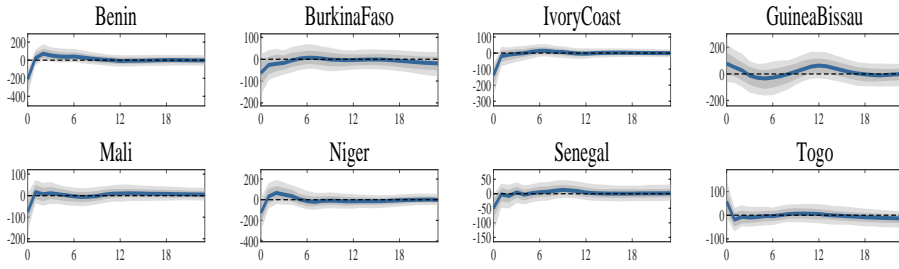 Benin BurkinaFaso IvoryCoast GuineaBissau
200 0 -200 -400
100 0 -100
100 0 -100 -200 -300
200 0 -200
0 6 12 18 0 6 12 18 0 6 12 18 0 6 12 18
Mali Niger Senegal Togo
100 0 -100 -200
200 0 -200 -400
50 0 -50 -100 -150
100 0 -100
0 6 12 18 0 6 12 18 0 6 12 18 0 6 12 18